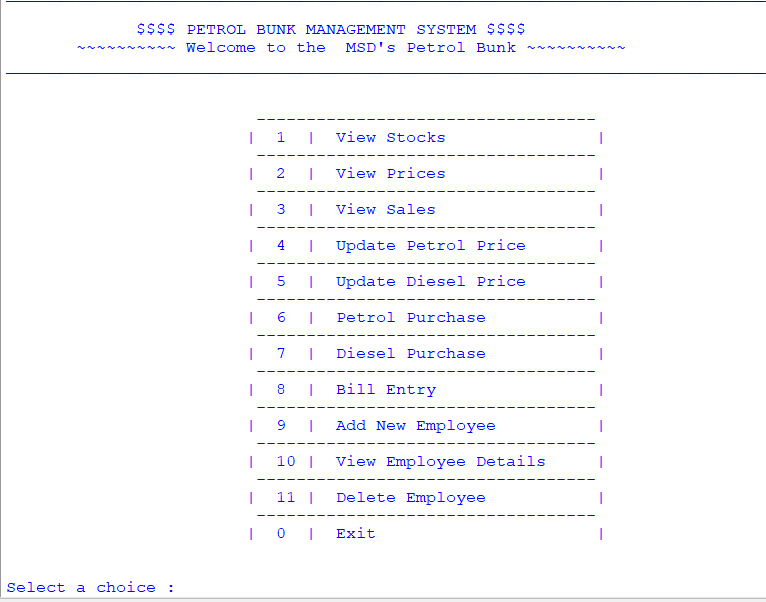 $$$$ PETROL BUNK MANAGEMENT SYSTEM $$$$
~~~~~~~~~~ Welcome to the  MSD's Petrol Bunk ~~~~~~~~~~
----------------------------------
|  1  |  View Stocks               |
----------------------------------
|  2  |  View Prices               |
----------------------------------
|  3  |  View Sales                |
----------------------------------
|  4  |  Update Petrol Price       |
----------------------------------
|  5  |  Update Diesel Price       |
----------------------------------
|  6  |  Petrol Purchase           |
----------------------------------
|  7  |  Diesel Purchase           |
----------------------------------
|  8  |  Bill Entry                |
----------------------------------
|  9  |  Add New Employee          |
----------------------------------
|  10 |  View Employee Details     |
----------------------------------
|  11 |  Delete Employee           |
----------------------------------
|  0  |  Exit                      |
Select a choice :